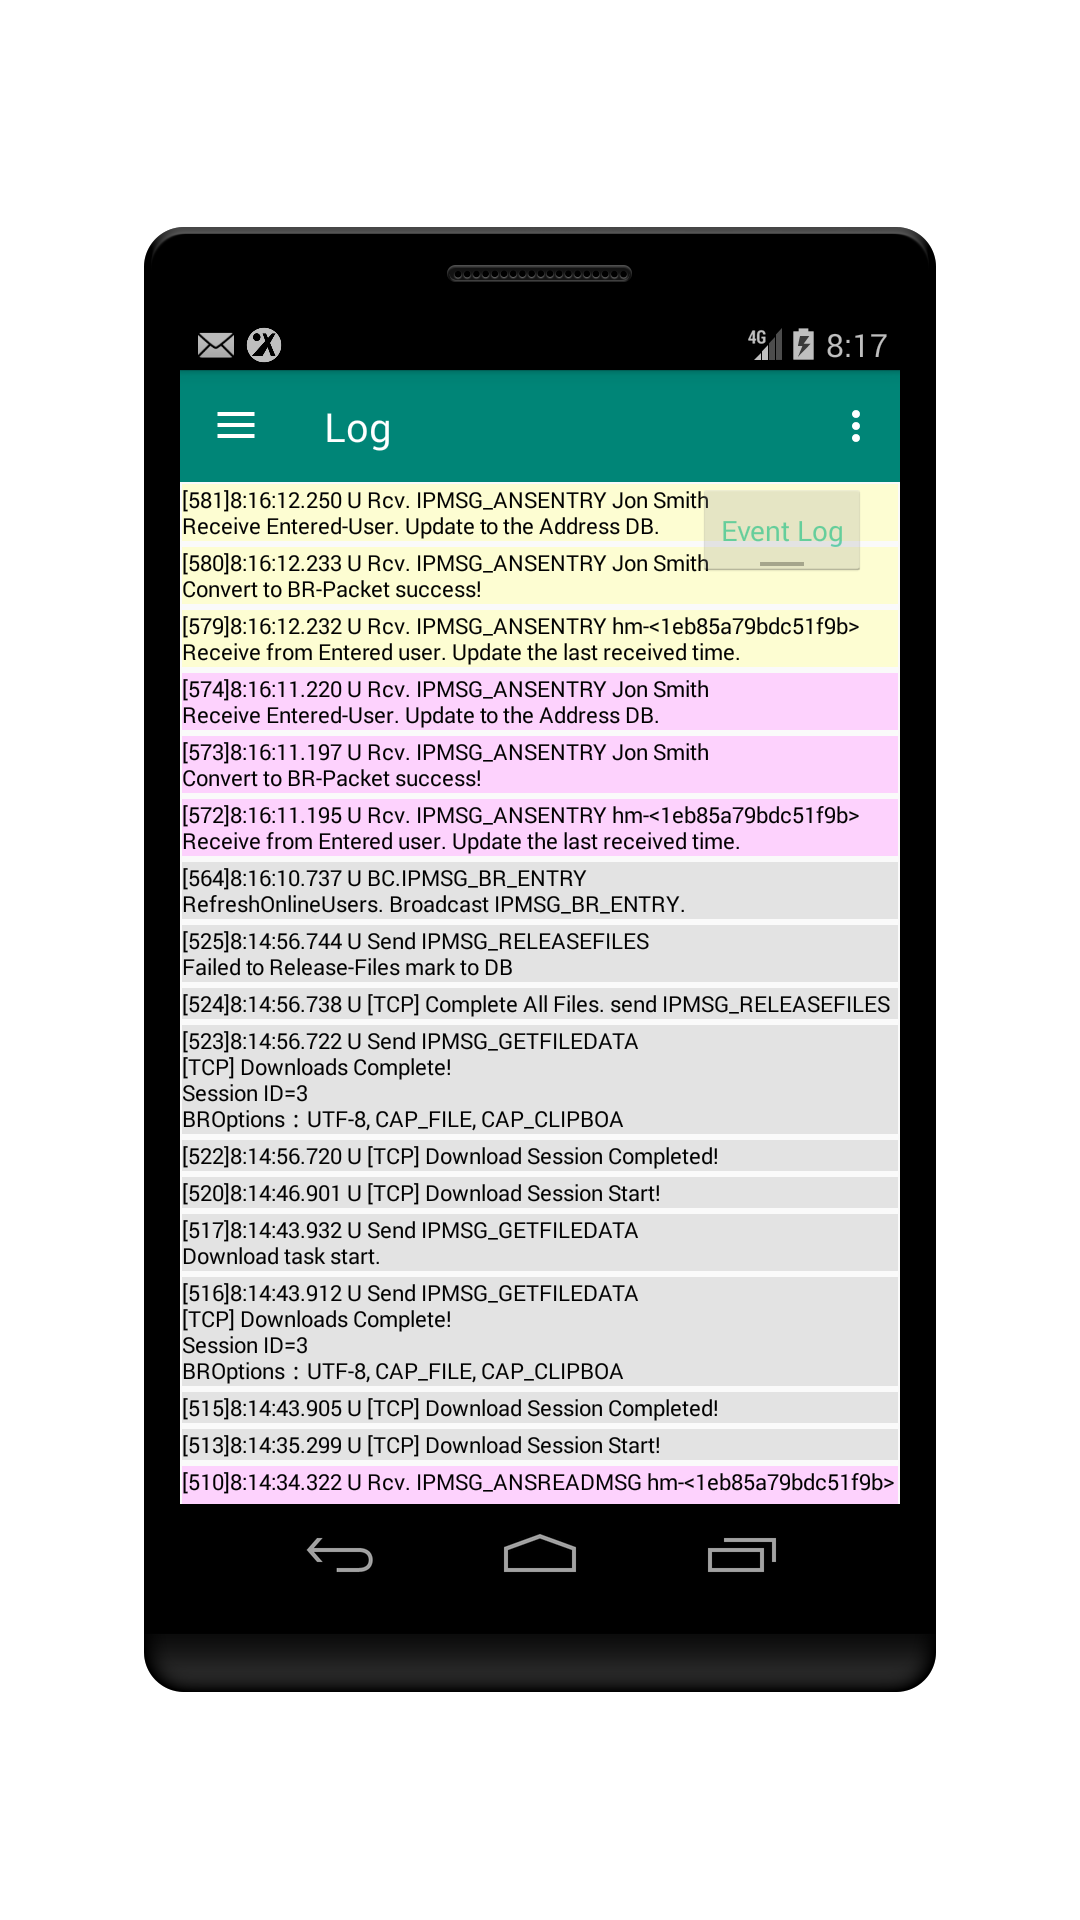 4G 8:17
Log
[581]8:16:12.250 U Rcv. IPMSG_ANSENTRY Jon Smith
Receive Entered-User. Update to the Address DB.
Event Log
[580]8:16:12.233 U Rcv. IPMSG_ANSENTRY Jon Smith
Convert to BR-Packet success!
[579]8:16:12.232 U Rcv. IPMSG_ANSENTRY hm-<1eb85a79bdc51f9b>
Receive from Entered user. Update the last received time.
[574]8:16:11.220 U Rcv. IPMSG_ANSENTRY Jon Smith
Receive Entered-User. Update to the Address DB.
[573]8:16:11.197 U Rcv. IPMSG_ANSENTRY Jon Smith
Convert to BR-Packet success!
[572]8:16:11.195 U Rcv. IPMSG_ANSENTRY hm-<1eb85a79bdc51f9b>
Receive from Entered user. Update the last received time.
[564]8:16:10.737 U BC.IPMSG_BR_ENTRY
RefreshOnlineUsers. Broadcast IPMSG_BR_ENTRY.
[525]8:14:56.744 U Send IPMSG_RELEASEFILES
Failed to Release-Files mark to DB
[524]8:14:56.738 U [TCP] Complete All Files. send IPMSG_RELEASEFILES
[523]8:14:56.722 U Send IPMSG_GETFILEDATA
[TCP] Downloads Complete!
Session ID=3
BROptions：UTF-8, CAP_FILE, CAP_CLIPBOA
[522]8:14:56.720 U [TCP] Download Session Completed!
[520]8:14:46.901 U [TCP] Download Session Start!
[517]8:14:43.932 U Send IPMSG_GETFILEDATA
Download task start.
[516]8:14:43.912 U Send IPMSG_GETFILEDATA
[TCP] Downloads Complete!
Session ID=3
BROptions：UTF-8, CAP_FILE, CAP_CLIPBOA
[515]8:14:43.905 U [TCP] Download Session Completed!
[513]8:14:35.299 U [TCP] Download Session Start!
[510]8:14:34.322 U Rcv. IPMSG_ANSREADMSG hm-<1eb85a79bdc51f9b>